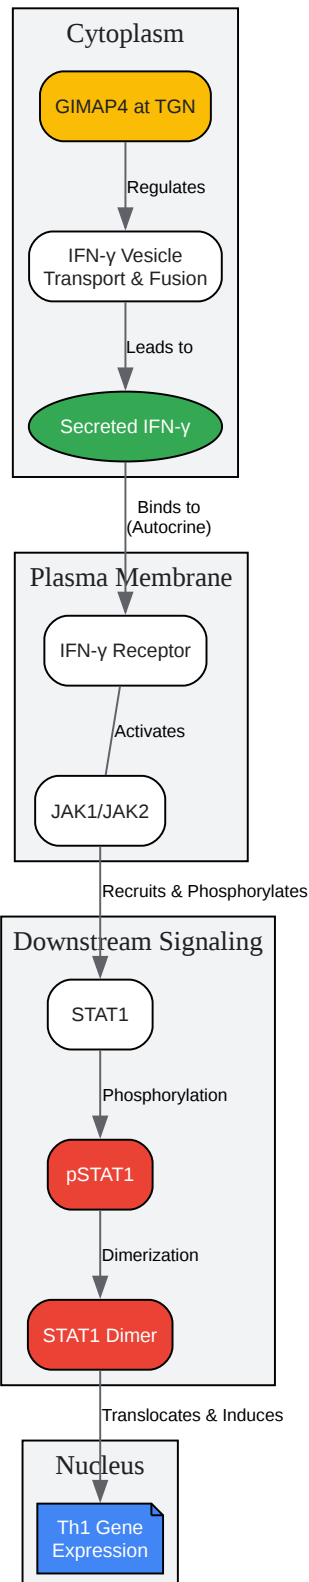 Cytoplasm
GIMAP4 at TGN
Regulates
IFN-γ Vesicle
Transport & Fusion
Leads to
Secreted IFN-γ
Binds to
(Autocrine)
Plasma Membrane
IFN-γ Receptor
Activates
JAK1/JAK2
Recruits & Phosphorylates
Downstream Signaling
STAT1
Phosphorylation
pSTAT1
Dimerization
STAT1 Dimer
Translocates & Induces
Nucleus
Th1 Gene
Expression